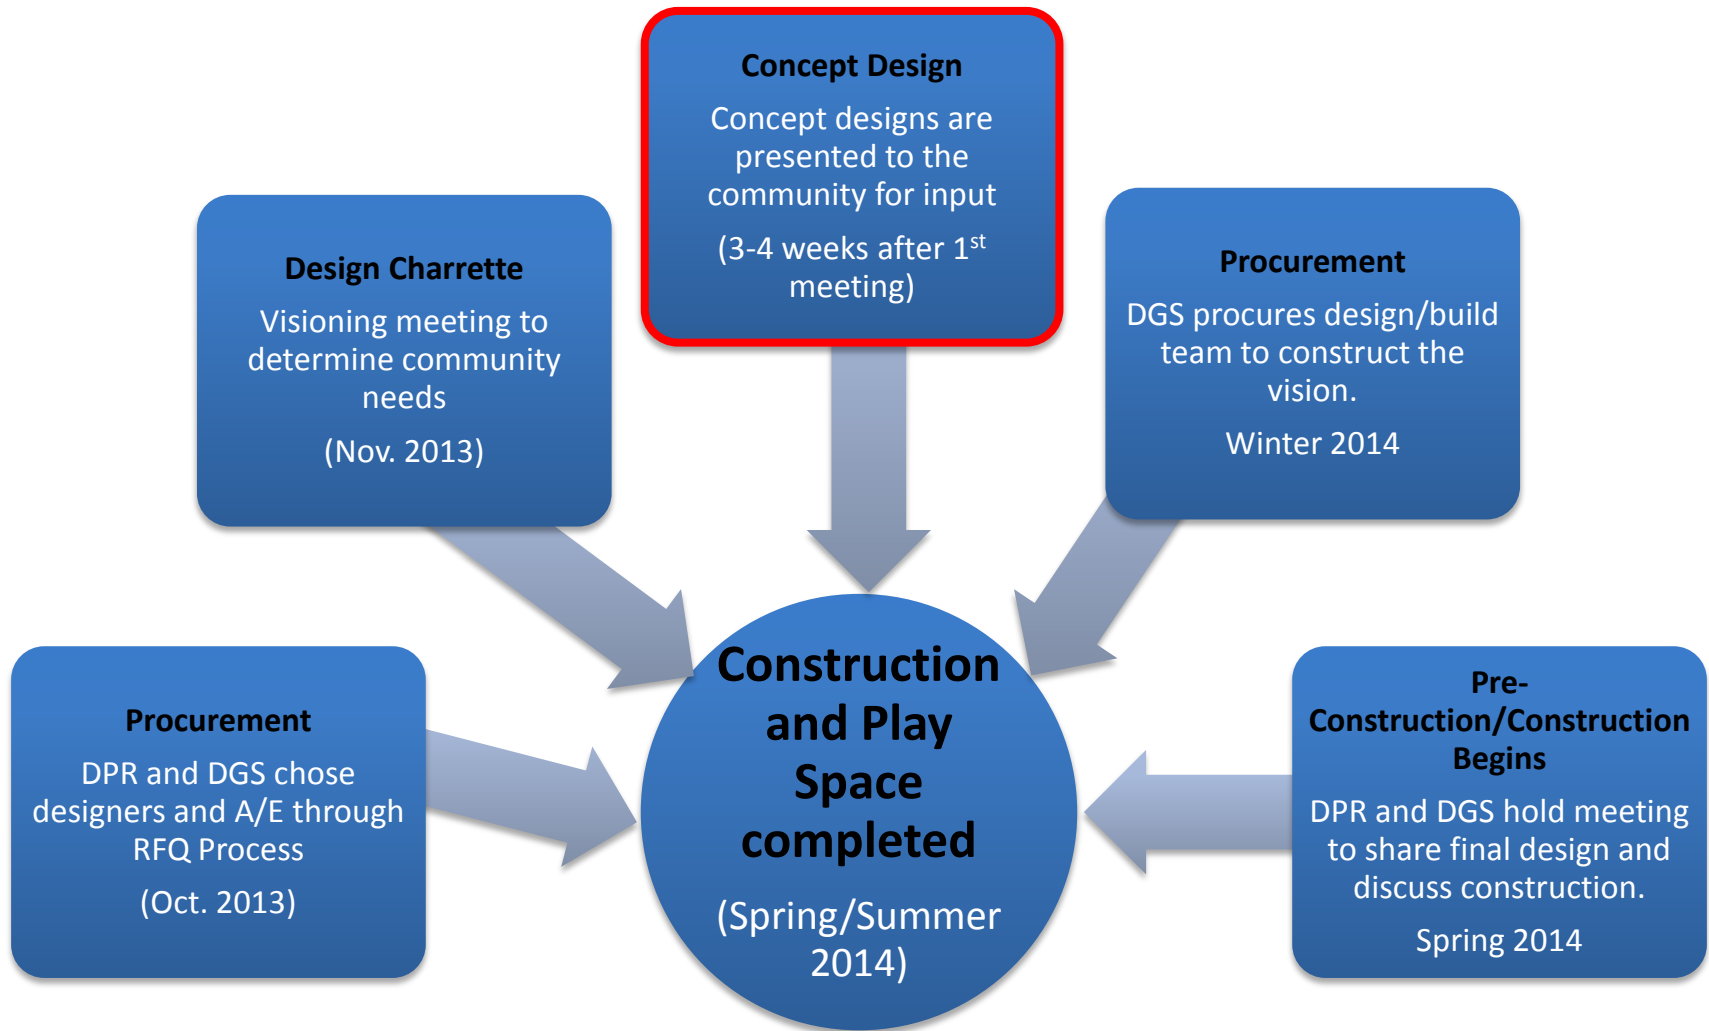 Concept Design
Concept designs are
presented to the
community for input
(3-4 weeks after 1st
meeting)
Design Charrette
Visioning meeting to
determine community
needs
(Nov. 2013)
Procurement
DGS procures design/build
team to construct the
vision.
Winter 2014
Procurement
DPR and DGS chose
designers and A/E through
RFQ Process
(Oct. 2013)
Construction
and Play
Space
completed
(Spring/Summer
2014)
Pre-
Construction/Construction
Begins
DPR and DGS hold meeting
to share final design and
discuss construction.
Spring 2014